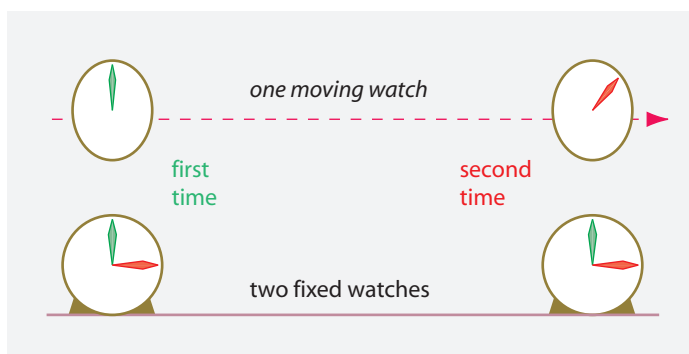 one moving watch
first
time
second
time
two fixed watches